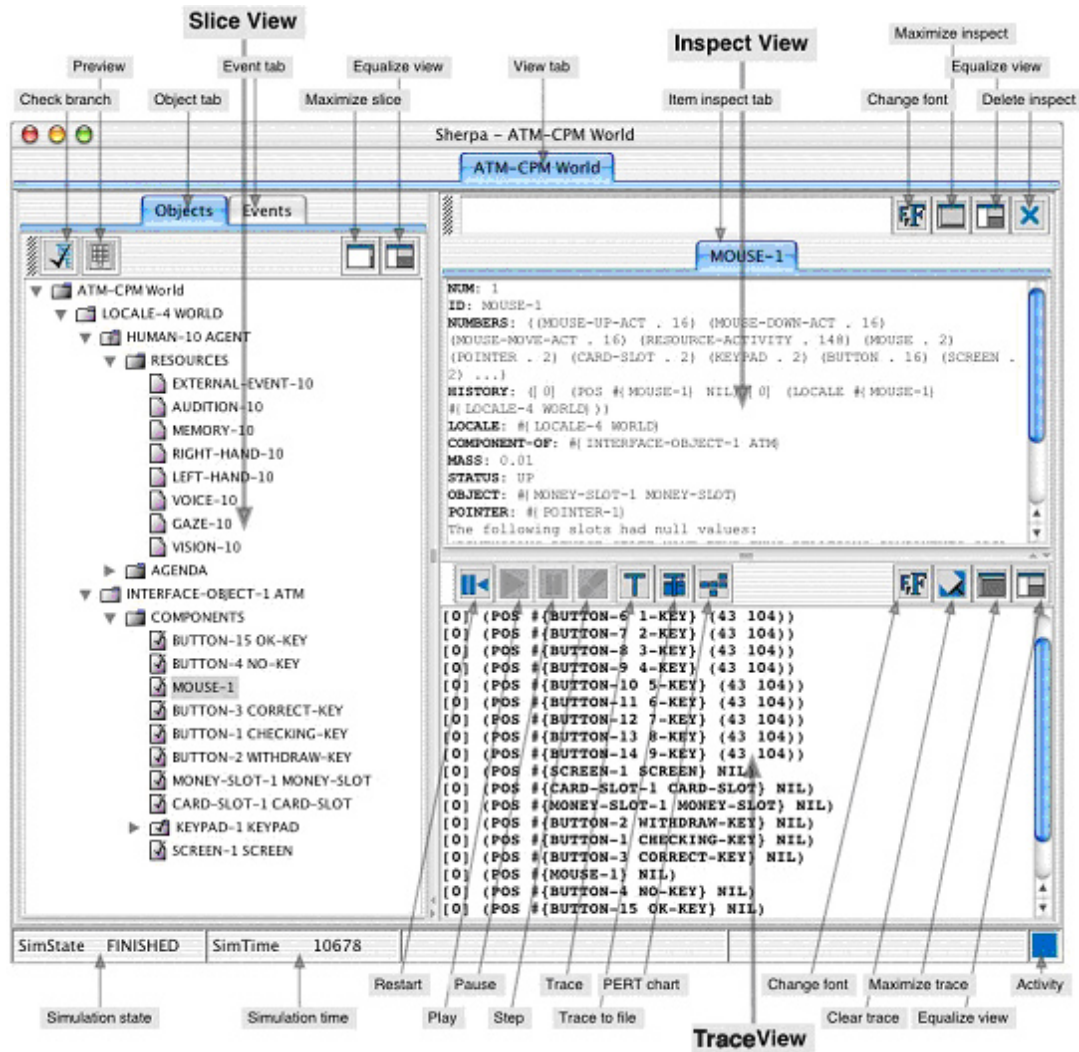 Slice View
Inspect View
Maximize inspect
Preview
Event tab
Equalize view
View tab
Equalize view
Check branch
Object tab
Maximize slice
Item inspect tab
Change font
Delete inspect
Sherpa - ATM-CPM World
ATM-CPM World
Objects
Events
MOUSE-1
ATM-CPM World
LOCALE-4 WORLD
HUMAN-10 AGENT
RESOURCES
EXTERNAL-EVENT-10
AUDITION-10
MEMORY-10
RIGHT-HAND-10
LEFT-HAND-10
VOICE-10
GAZE-10
VISION-10
AGENDA
INTERFACE-OBJECT-1 ATM
COMPONENTS
BUTTON-15 OK-KEY
BUTTON-4 NO-KEY
MOUSE-1
BUTTON-3 CORRECT-KEY
BUTTON-1 CHECKING-KEY
BUTTON-2 WITHDRAW-KEY
MONEY-SLOT-1 MONEY-SLOT
CARD-SLOT-1 CARD-SLOT
KEYPAD-1 KEYPAD
SCREEN-1 SCREEN
NUM: 1
ID: MOUSE-1
NUMBERS: ((MOUSE-UP-ACT . 16) (MOUSE-DOWN-ACT . 16)
(MOUSE-MOVE-ACT . 16) (RESOURCE-ACTIVITY . 148) (MOUSE . 2)
(POINTER . 2) (CARD-SLOT . 2) (KEYPAD . 2) (BUTTON . 16) (SCREEN .
2) ...)
HISTORY: ([0] (POS #{MOUSE-1} NIL) [0] (LOCALE #{MOUSE-1}
#{LOCALE-4 WORLD}))
LOCALE: #{LOCALE-4 WORLD}
COMPONENT-OF: #{INTERFACE-OBJECT-1 ATM}
MASS: 0.01
STATUS: UP
OBJECT: #{MONEY-SLOT-1 MONEY-SLOT}
POINTER: #{POINTER-1}
The following slots had null values:
[0] (POS #{BUTTON-6 1-KEY} (43 104))
[0] (POS #{BUTTON-7 2-KEY} (43 104))
[0] (POS #{BUTTON-8 3-KEY} (43 104))
[0] (POS #{BUTTON-9 4-KEY} (43 104))
[0] (POS #{BUTTON-10 5-KEY} (43 104))
[0] (POS #{BUTTON-11 6-KEY} (43 104))
[0] (POS #{BUTTON-12 7-KEY} (43 104))
[0] (POS #{BUTTON-13 8-KEY} (43 104))
[0] (POS #{BUTTON-14 9-KEY} (43 104))
[0] (POS #{SCREEN-1 SCREEN} NIL)
[0] (POS #{CARD-SLOT-1 CARD-SLOT} NIL)
[0] (POS #{MONEY-SLOT-1 MONEY-SLOT} NIL)
[0] (POS #{BUTTON-2 WITHDRAW-KEY} NIL)
[0] (POS #{BUTTON-1 CHECKING-KEY} NIL)
[0] (POS #{BUTTON-3 CORRECT-KEY} NIL)
[0] (POS #{MOUSE-1} NIL)
[0] (POS #{BUTTON-4 NO-KEY} NIL)
[0] (POS #{BUTTON-15 OK-KEY} NIL)
SimState FINISHED
SimTime 10678
Restart
Pause
Trace
PERT chart
Change font
Maximize trace
Activity
Simulation state
Simulation time
Play
Step
Trace to file
Clear trace
Equalize view
TraceView